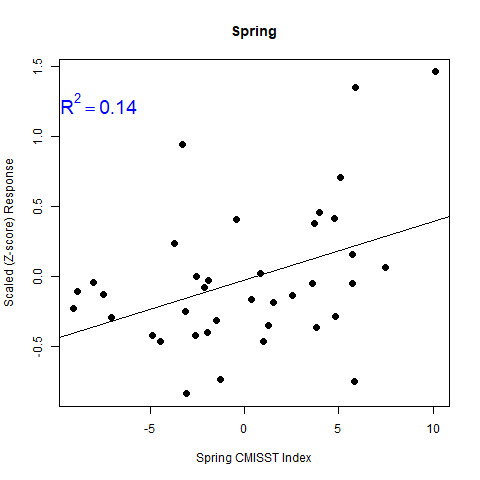 Spring
R² = 0.14
Scaled (Z-score) Response
1.5
1.0
0.5
0.0
-0.5
-5 0 5 10
Spring CMISST Index